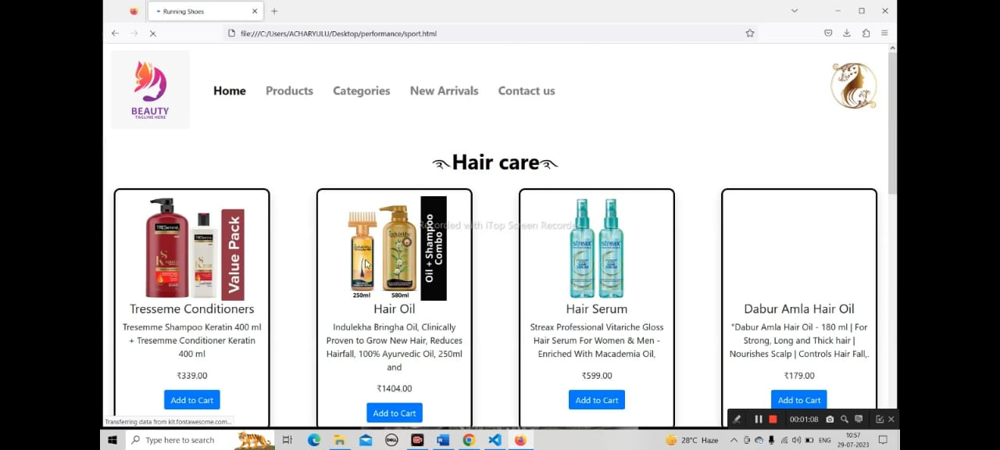 Running Shoes
file:///C:/Users/ACHARYULU/Desktop/performance/sport.html
BEAUTY
TAGLINE HERE
Home
Products
Categories
New Arrivals
Contact us
Hair care
TRESemmé
TRESemmé
Value Pack
indulekha
indulekha
250ml
580ml
Oil + Shampoo
Combo
streax
streax
Recorded with iTop Screen Recorder
Tresseme Conditioners
Tresemme Shampoo Keratin 400 ml
+ Tresemme Conditioner Keratin
400 ml
₹339.00
Add to Cart
Hair Oil
Indulekha Bringha Oil, Clinically
Proven to Grow New Hair, Reduces
Hairfall, 100% Ayurvedic Oil, 250ml
and
₹1404.00
Add to Cart
Hair Serum
Streax Professional Vitariche Gloss
Hair Serum For Women & Men -
Enriched With Macademia Oil,
₹599.00
Add to Cart
Dabur Amla Hair Oil
"Dabur Amla Hair Oil - 180 ml | For
Strong, Long and Thick hair |
Nourishes Scalp | Controls Hair Fall,.
₹179.00
Add to Cart
Transferring data from kit.fontawesome.com...
00:01:08
Type here to search
DELL
28°C Haze
ENG
10:57
29-07-2023